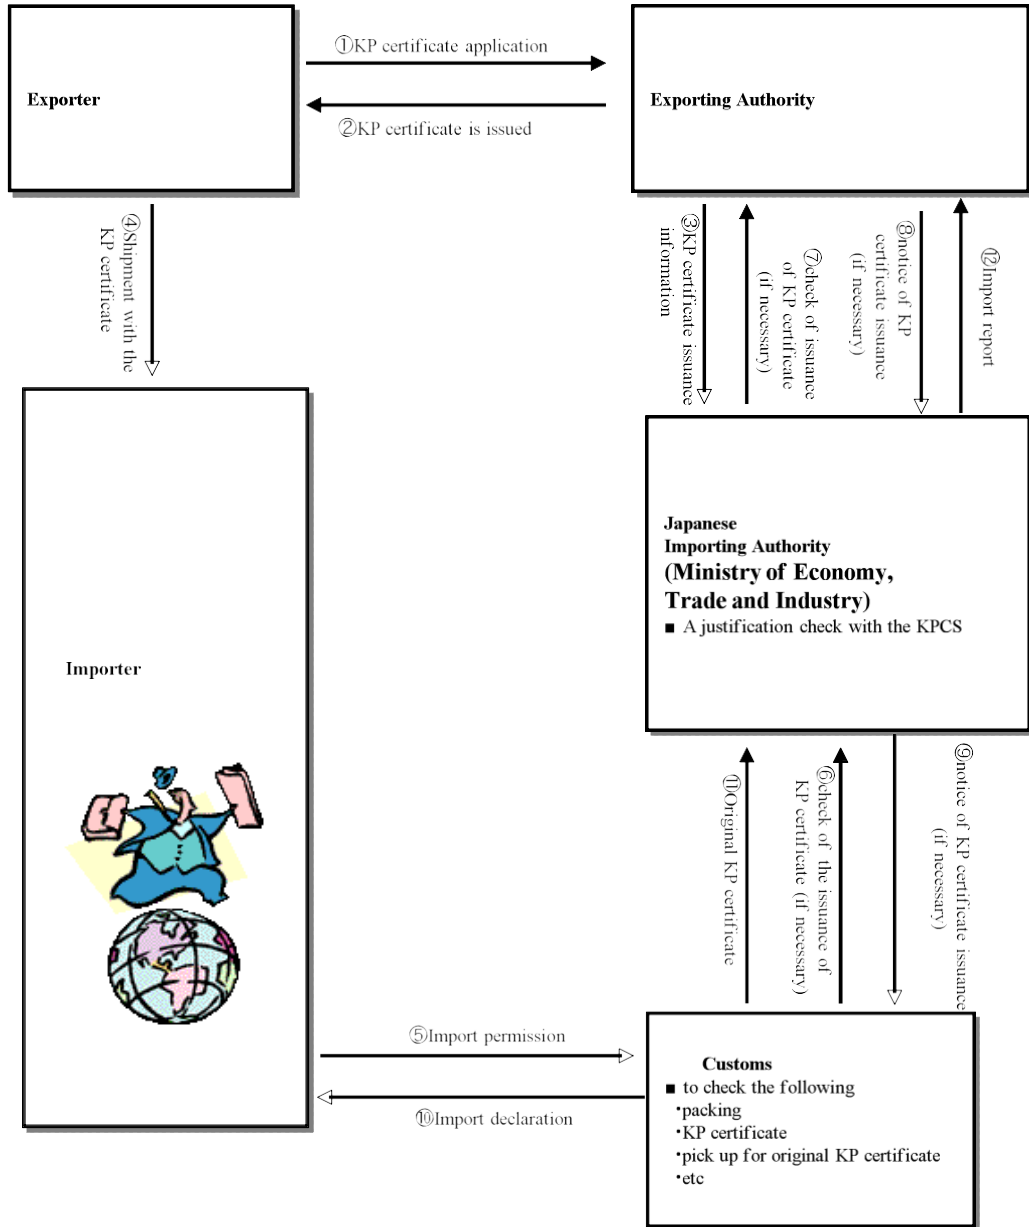 ①KP certificate application
Exporter
Exporting Authority
②KP certificate is issued
④Shipment with the
KP certificate
③KP certificate issuance
information
⑦check of issuance
of KP certificate
(if necessary)
⑧notice of KP
certificate issuance
(if necessary)
⑫Import report
Japanese
Importing Authority
(Ministry of Economy,
Trade and Industry)
■ A justification check with the KPCS
Importer
⑪Original KP certificate
⑥check of the issuance of
KP certificate (if necessary)
⑨notice of KP certificate issuance
(if necessary)
⑤Import permission
⑩Import declaration
Customs
■ to check the following
・packing
・KP certificate
・pick up for original KP certificate
・etc